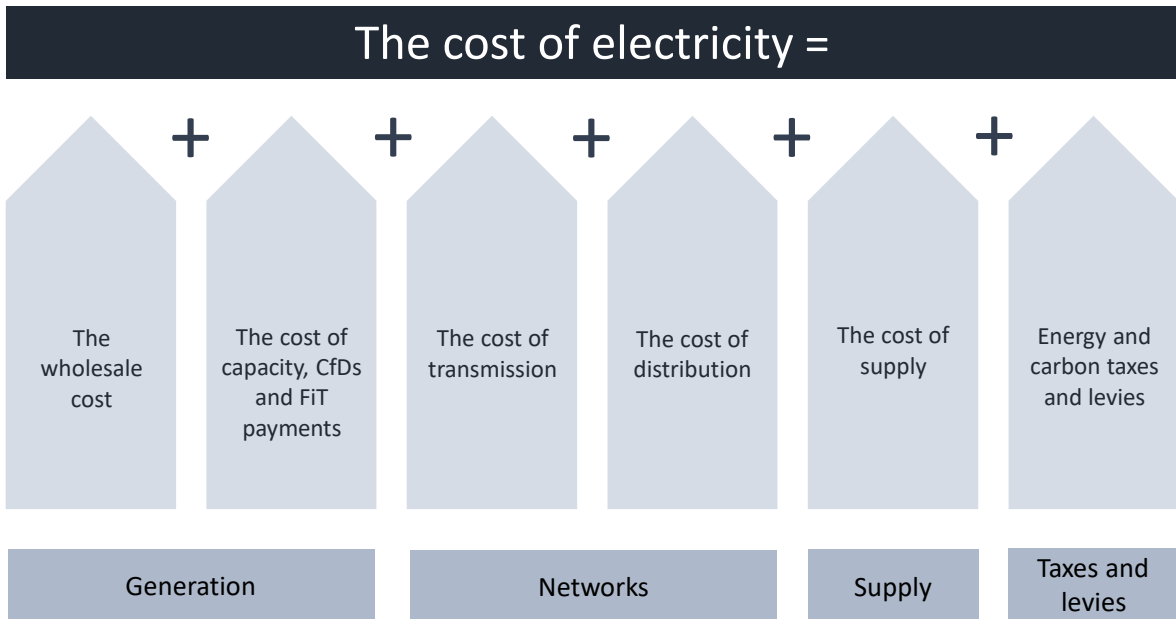 The cost of electricity =
+
+
+
+
+
The
wholesale
cost
The cost of
capacity, CfDs
and FiT
payments
The cost of
transmission
The cost of
distribution
The cost of
supply
Energy and
carbon taxes
and levies
Generation
Networks
Supply
Taxes and
levies